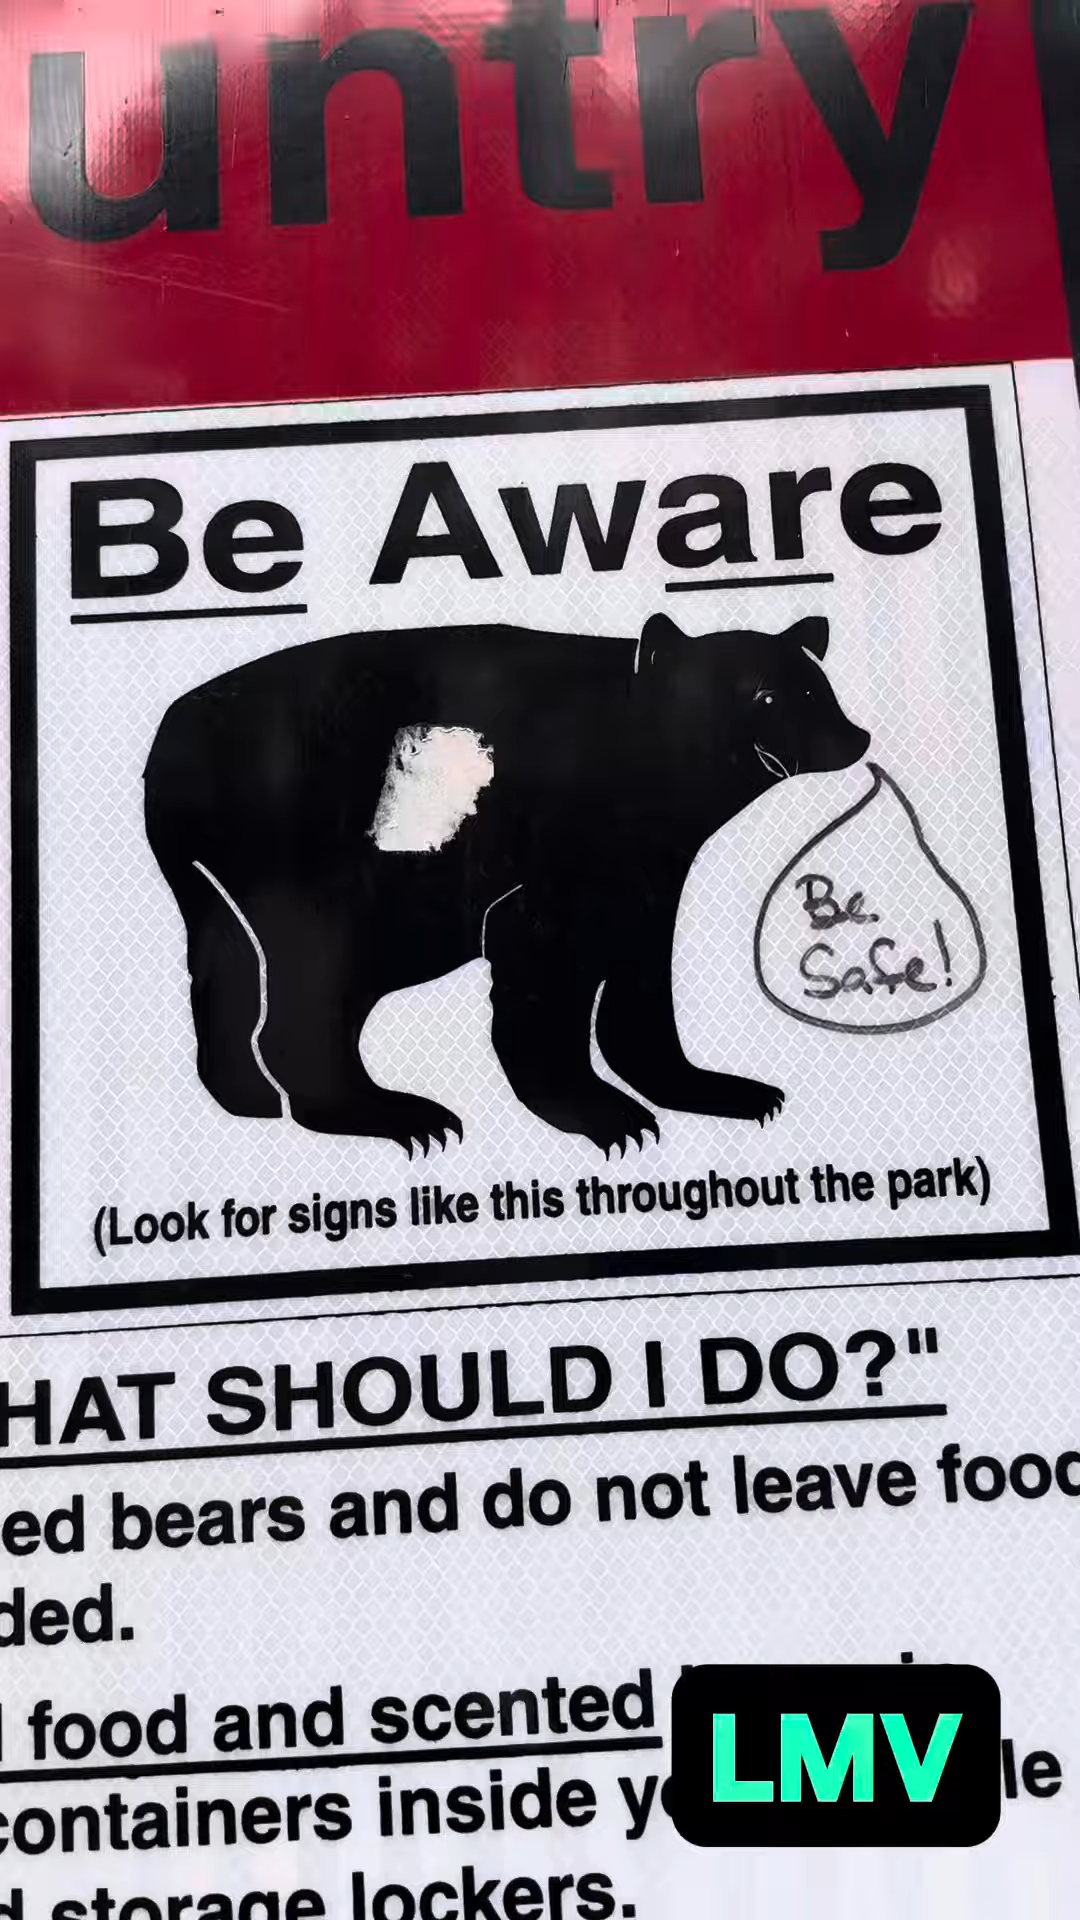 untry
Be Aware
Be
Safe!
(Look for signs like this throughout the park)
HAT SHOULD I DO?"
ed bears and do not leave food
ded.
food and scented
containers inside
storage lockers.
LMV